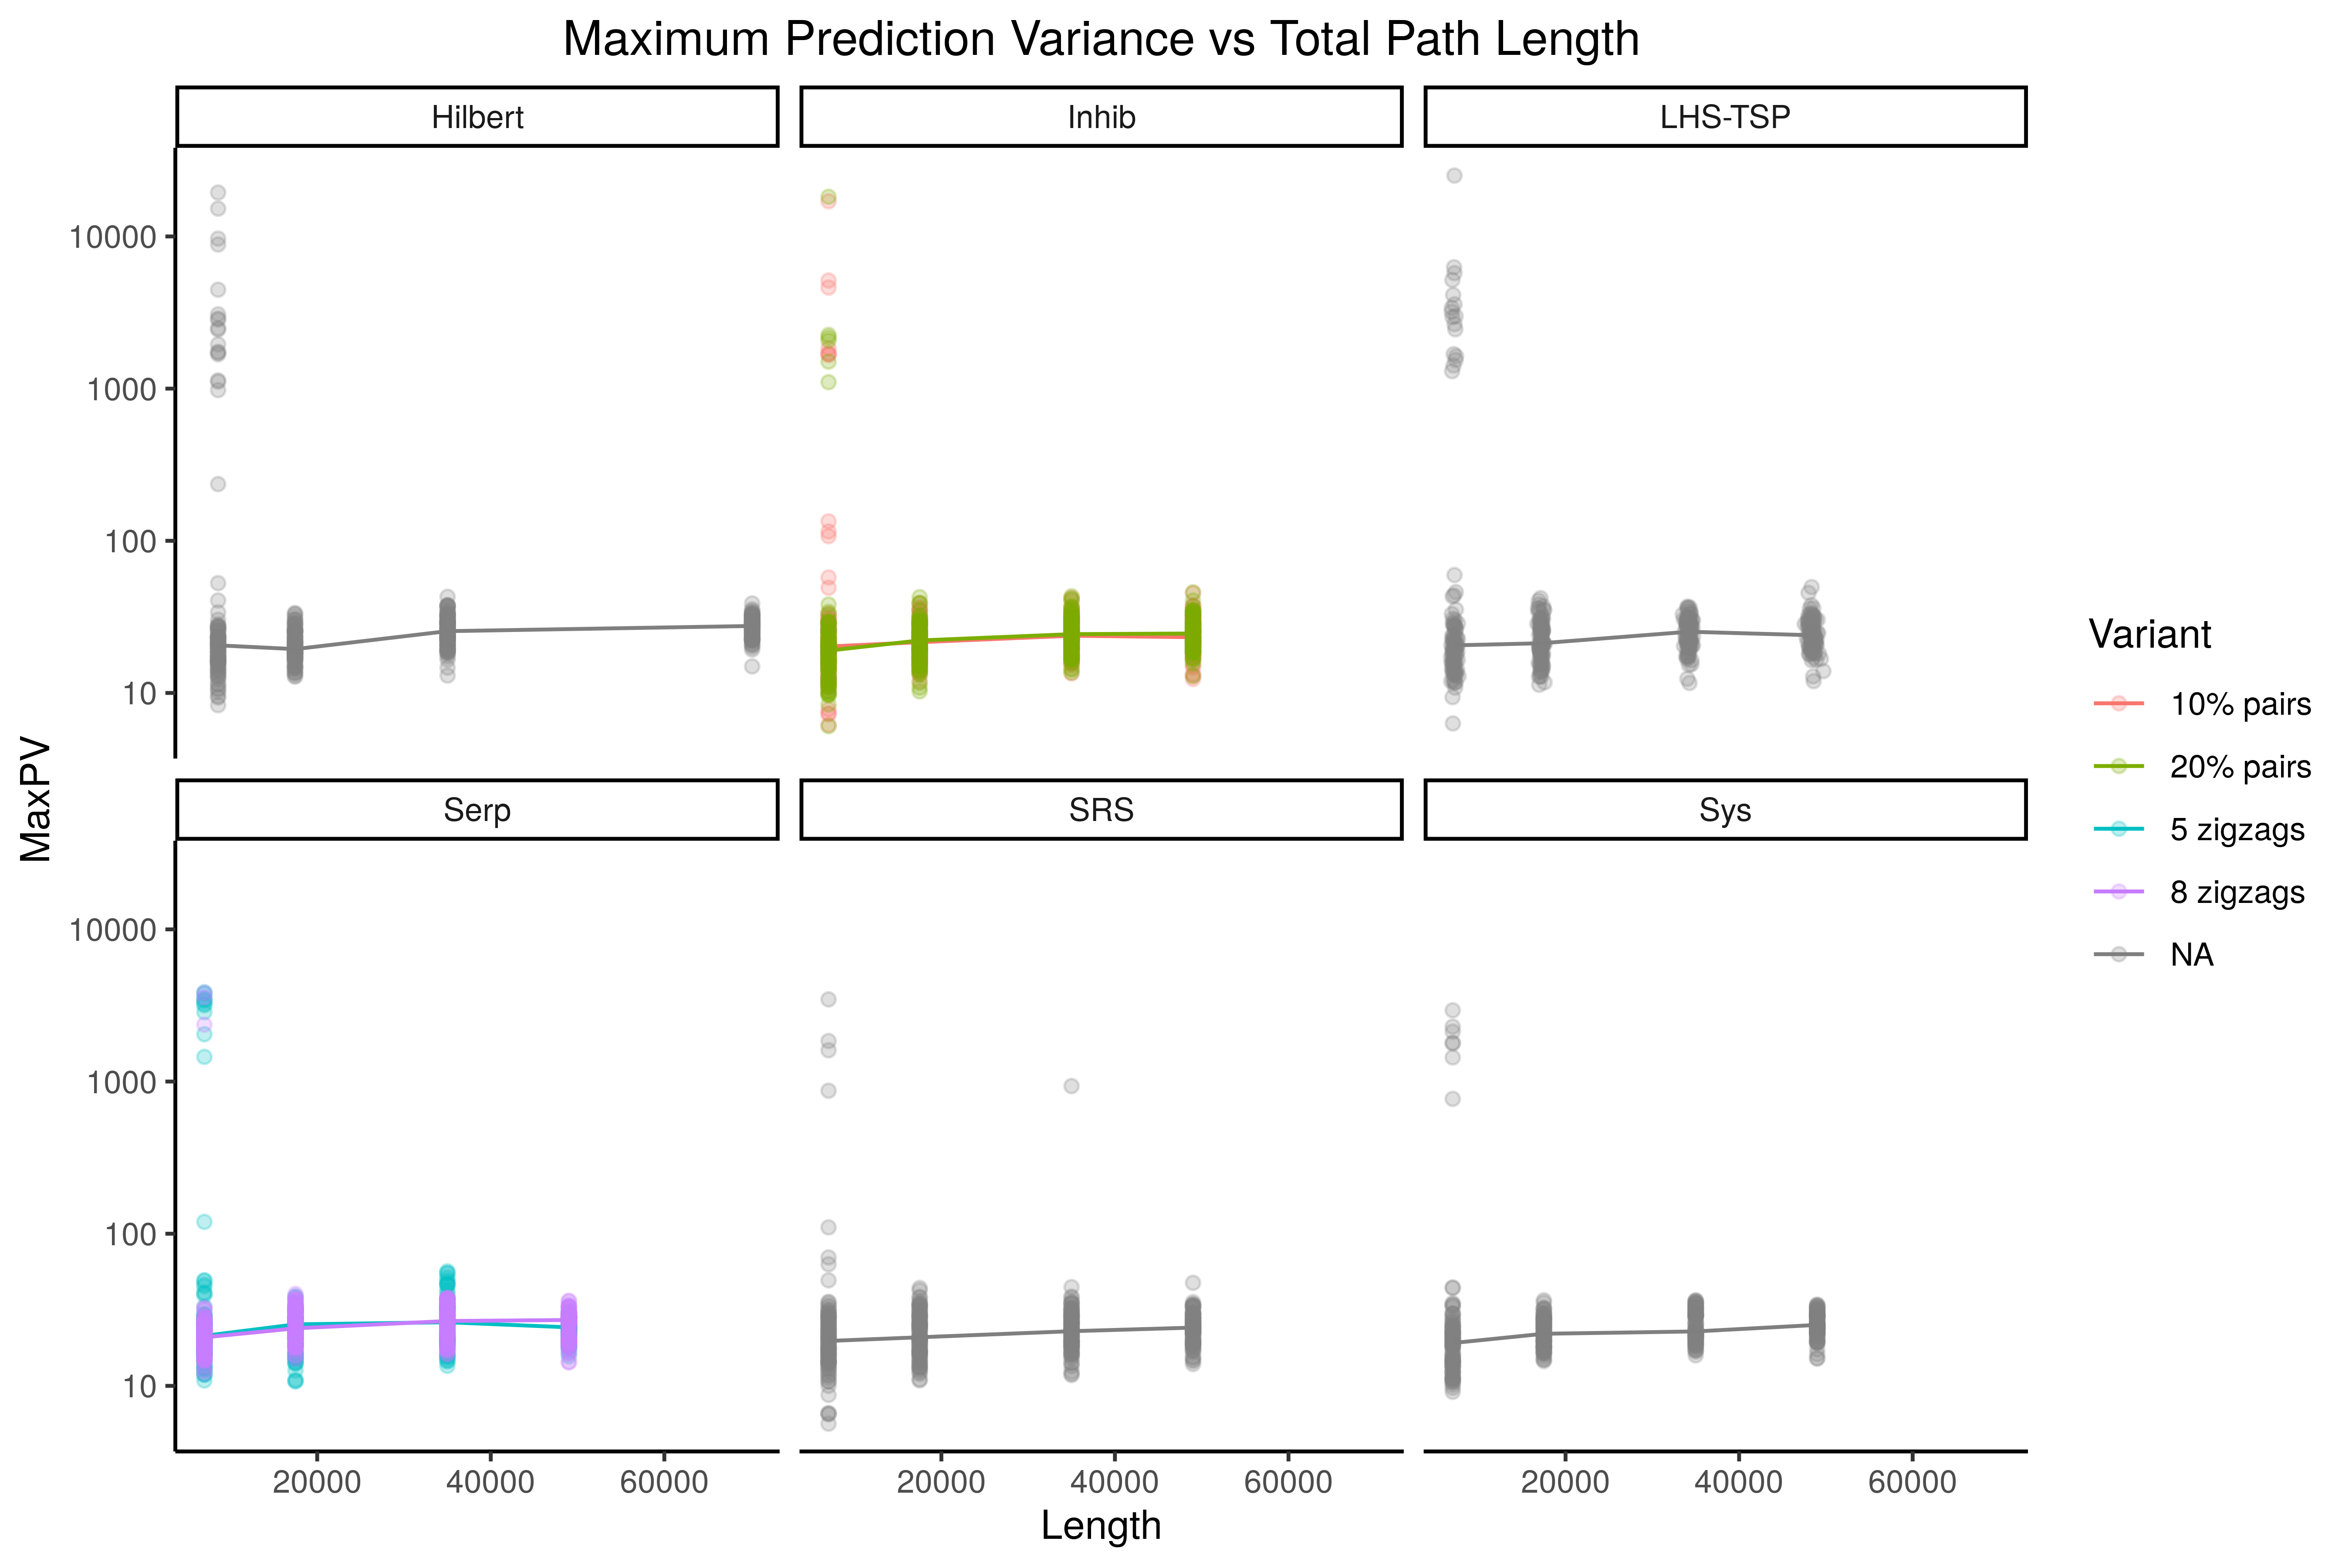 Maximum Prediction Variance vs Total Path Length
Hilbert
Inhib
LHS-TSP
10000
1000
100
10
Serp
SRS
Sys
10000
1000
100
10
MaxPV
20000 40000 60000
20000 40000 60000
20000 40000 60000
Length
Variant
10% pairs
20% pairs
5 zigzags
8 zigzags
NA